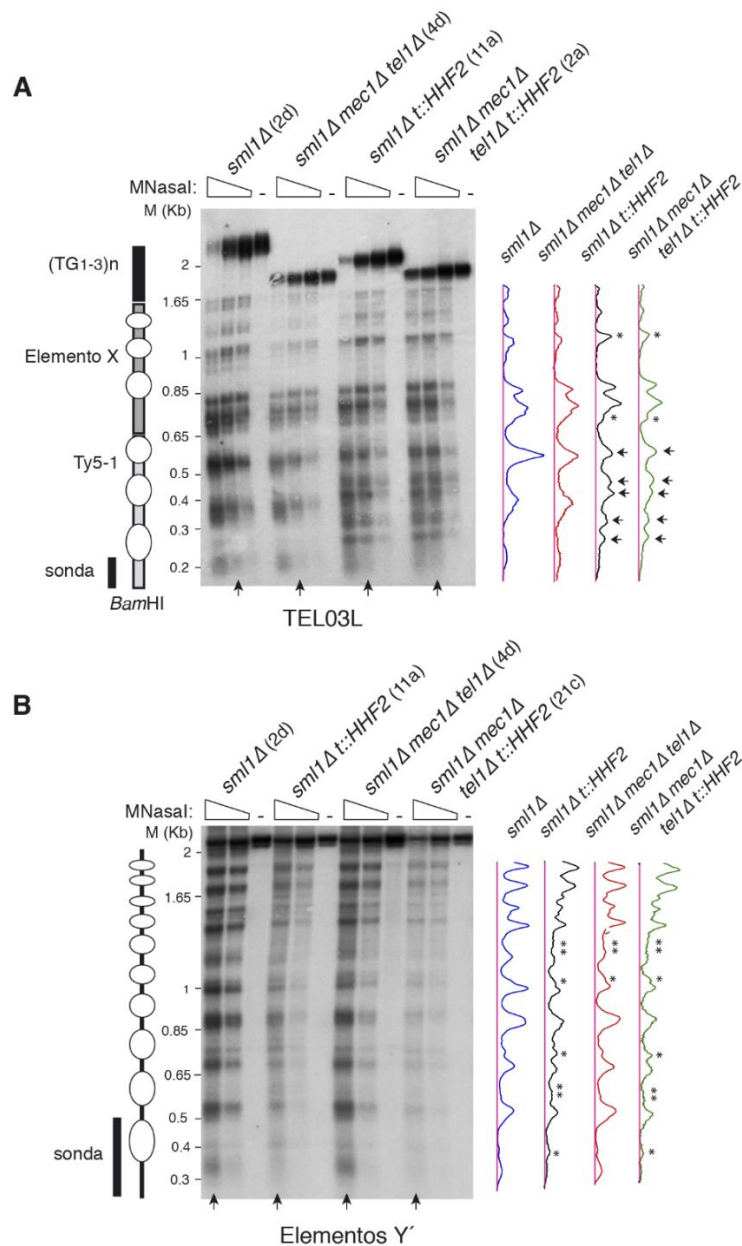 A
sml1Δ (2d)
sml1Δ mec1Δ tel1Δ (4d)
sml1Δ t::HHF2 (11a)
sml1Δ mec1Δ
tel1Δ t::HHF2 (2a)
MNasaI:
-
-
-
-
M (Kb)
(TG1-3)n
Elemento X
Ty5-1
sonda
BamHI
2
1.65
1
0.85
0.65
0.5
0.4
0.3
0.2
TEL03L
sml1Δ
sml1Δ mec1Δ tel1Δ
sml1Δ t::HHF2
sml1Δ mec1Δ
tel1Δ t::HHF2
*
*
*
*
B
sml1Δ (2d)
sml1Δ t::HHF2 (11a)
sml1Δ mec1Δ tel1Δ (4d)
sml1Δ mec1Δ
tel1Δ t::HHF2 (21c)
MNasaI:
-
-
-
-
M (Kb)
2
1.65
1
0.85
0.65
0.5
0.4
0.3
sonda
Elementos Y´
sml1Δ
sml1Δ t::HHF2
sml1Δ mec1Δ tel1Δ
sml1Δ mec1Δ
tel1Δ t::HHF2
**
**
**
*
*
*
*
*
**
**
*
*